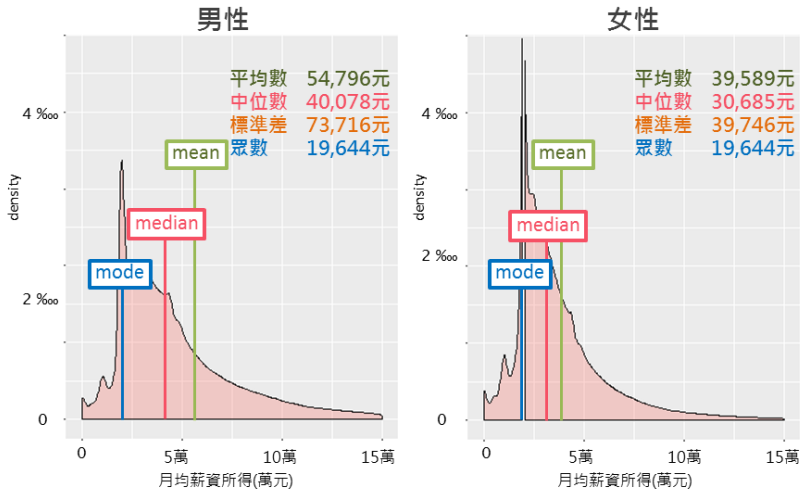 男性
平均數 54,796元
中位數 40,078元
標準差 73,716元
眾數 19,644元
mean
median
mode
density
4 ‱
2 ‱
0
0 5萬 10萬 15萬
月均薪資所得(萬元)
女性
平均數 39,589元
中位數 30,685元
標準差 39,746元
眾數 19,644元
mean
median
mode
density
4 ‱
2 ‱
0
0 5萬 10萬 15萬
月均薪資所得(萬元)